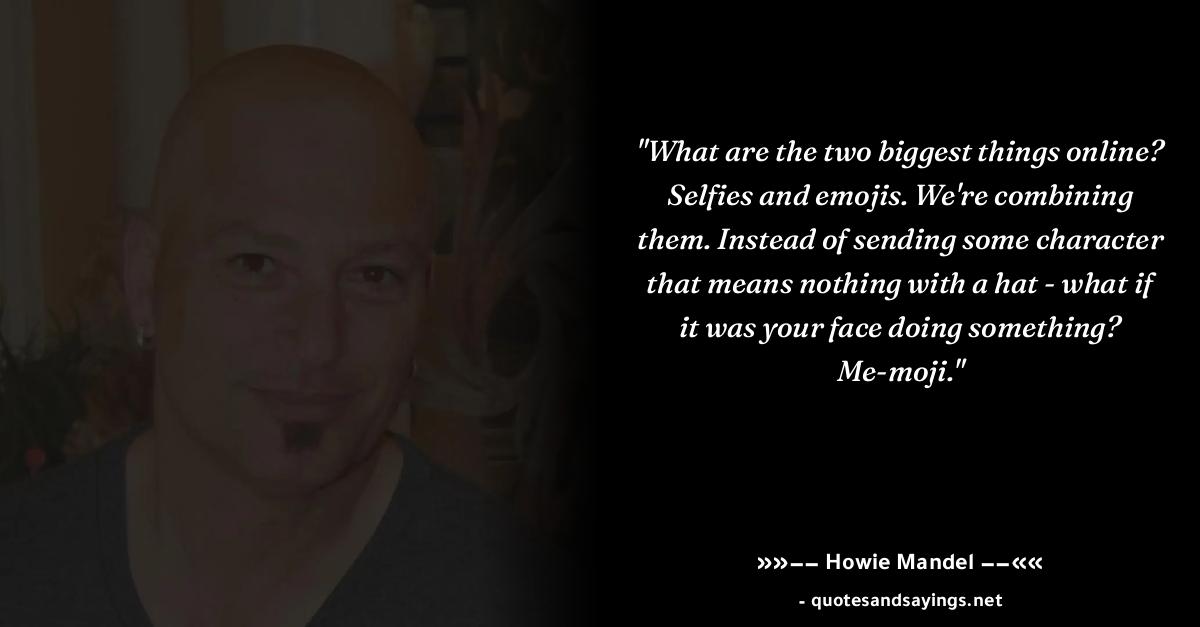 "What are the two biggest things online?
Selfies and emojis. We're combining
them. Instead of sending some character
that means nothing with a hat - what if
it was your face doing something?
Me-moji."
»»−− Howie Mandel −−««
- quotesandsayings.net